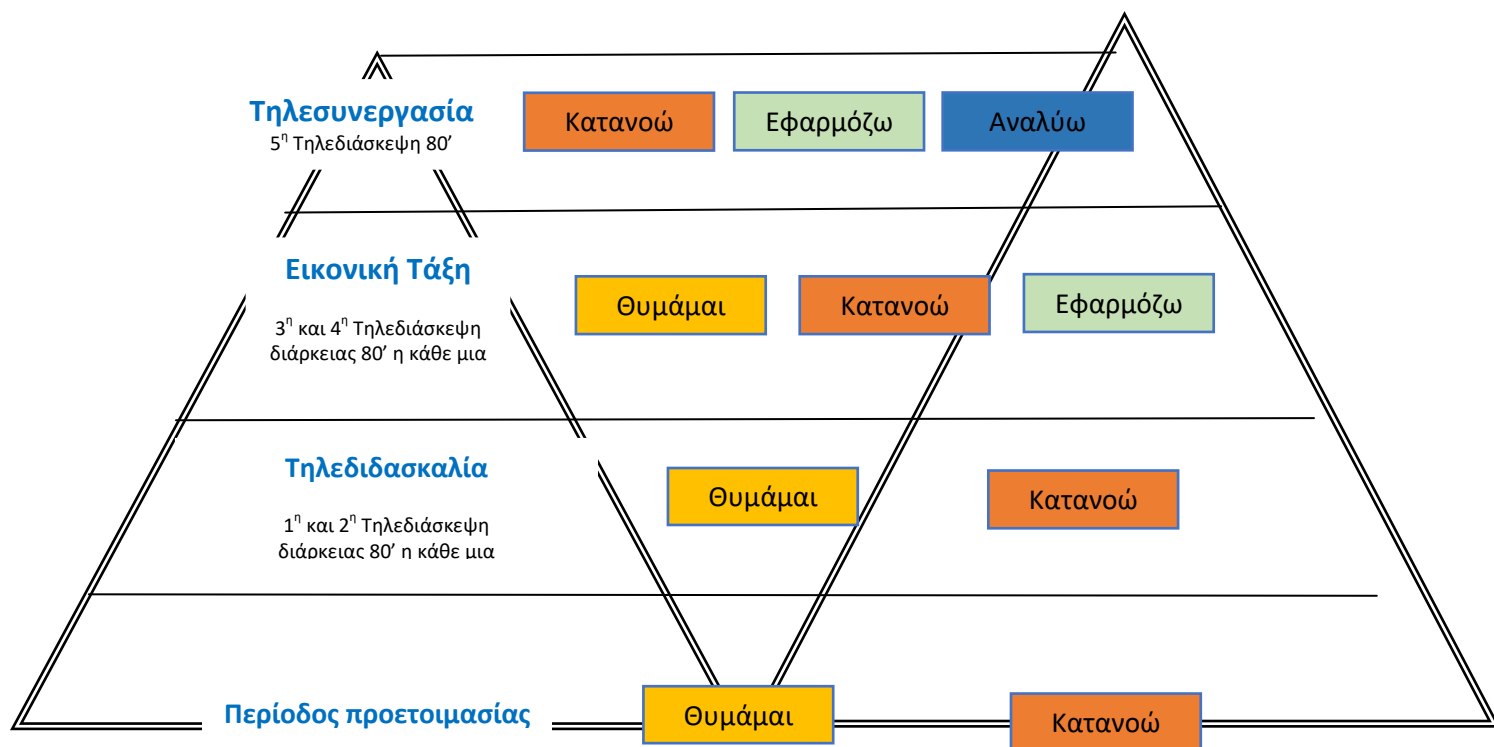 Τηλεσυνεργασία
5η Τηλεδιάσκεψη 80’
Κατανοώ
Εφαρμόζω
Αναλύω
Εικονική Τάξη
3η και 4η Τηλεδιάσκεψη
διάρκειας 80’ η κάθε μια
Θυμάμαι
Κατανοώ
Εφαρμόζω
Τηλεδιδασκαλία
1η και 2η Τηλεδιάσκεψη
διάρκειας 80’ η κάθε μια
Θυμάμαι
Κατανοώ
Περίοδος προετοιμασίας
Θυμάμαι
Κατανοώ